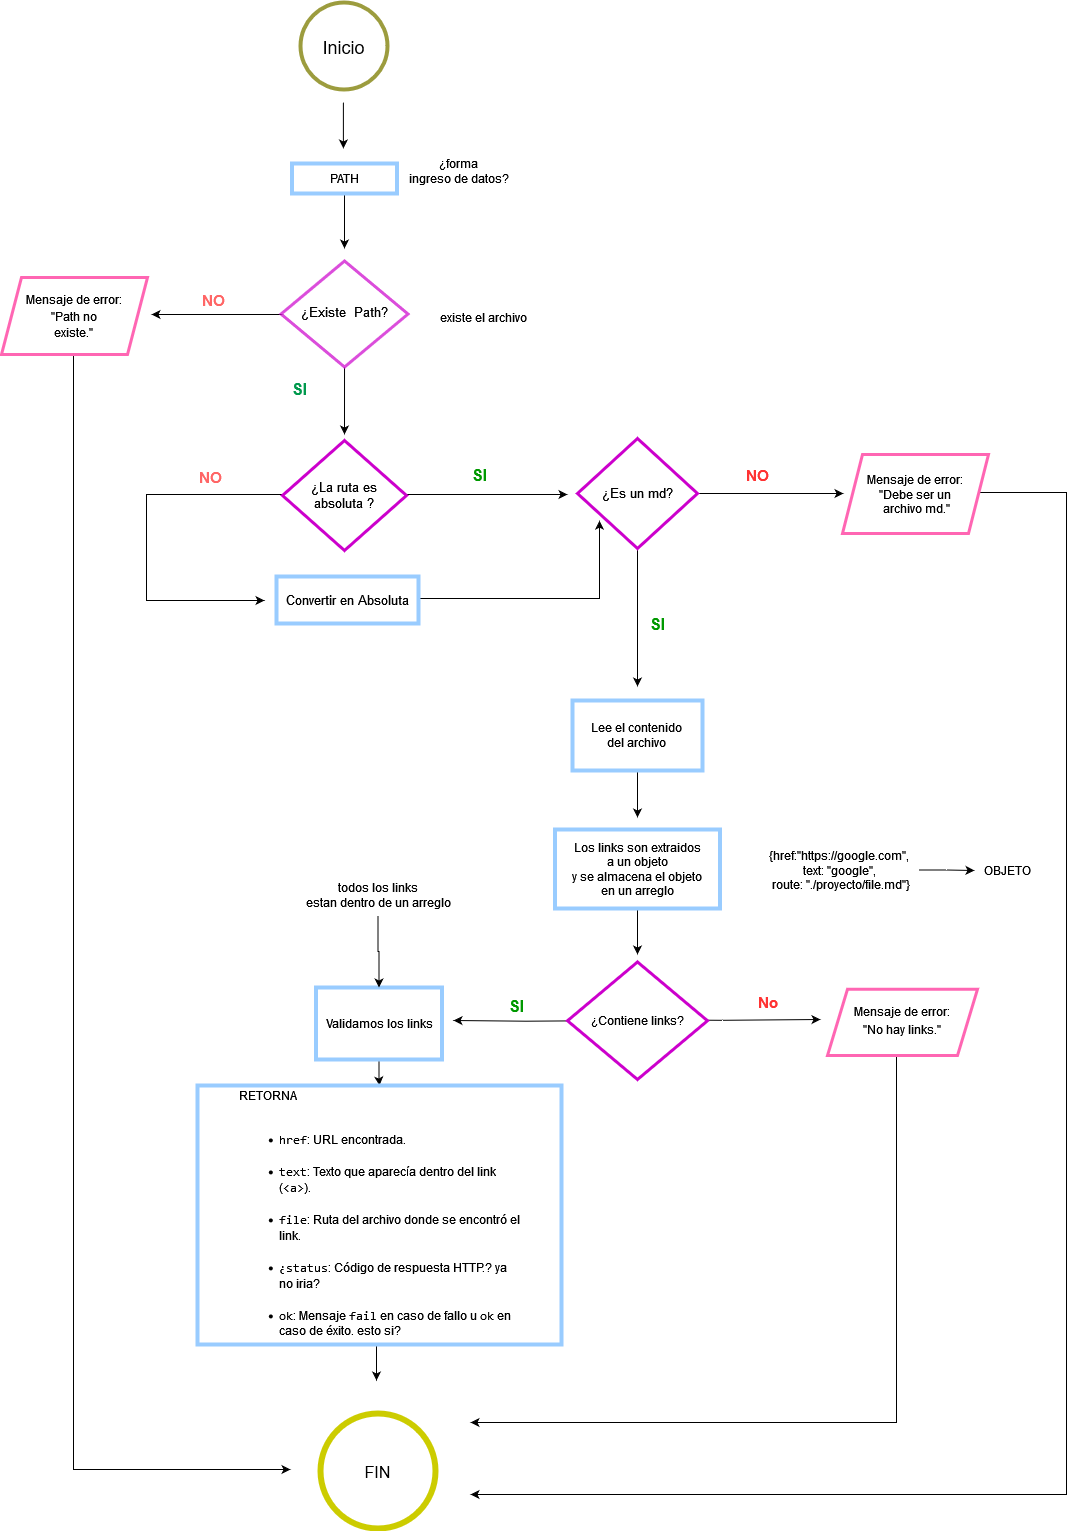 Inicio
PATH
¿forma
ingreso de datos?
¿Existe Path?
NO
Mensaje de error:
"Path no
existe."
existe el archivo
SI
¿La ruta es
absoluta ?
NO
SI
¿Es un md?
NO
Mensaje de error:
"Debe ser un
archivo md."
Convertir en Absoluta
SI
Lee el contenido
del archivo
Los links son extraidos
a un objeto
y se almacena el objeto
en un arreglo
{href:"https://google.com",
text: "google",
route: "./proyecto/file.md"}
OBJETO
todos los links
estan dentro de un arreglo
Validamos los links
SI
¿Contiene links?
No
Mensaje de error:
"No hay links."
RETORNA
• href: URL encontrada.
• text: Texto que aparecía dentro del link
(<a>).
• file: Ruta del archivo donde se encontró el
link.
• ¿status: Código de respuesta HTTP.? ya
no iria?
• ok: Mensaje fail en caso de fallo u ok en
caso de éxito. esto si?
FIN